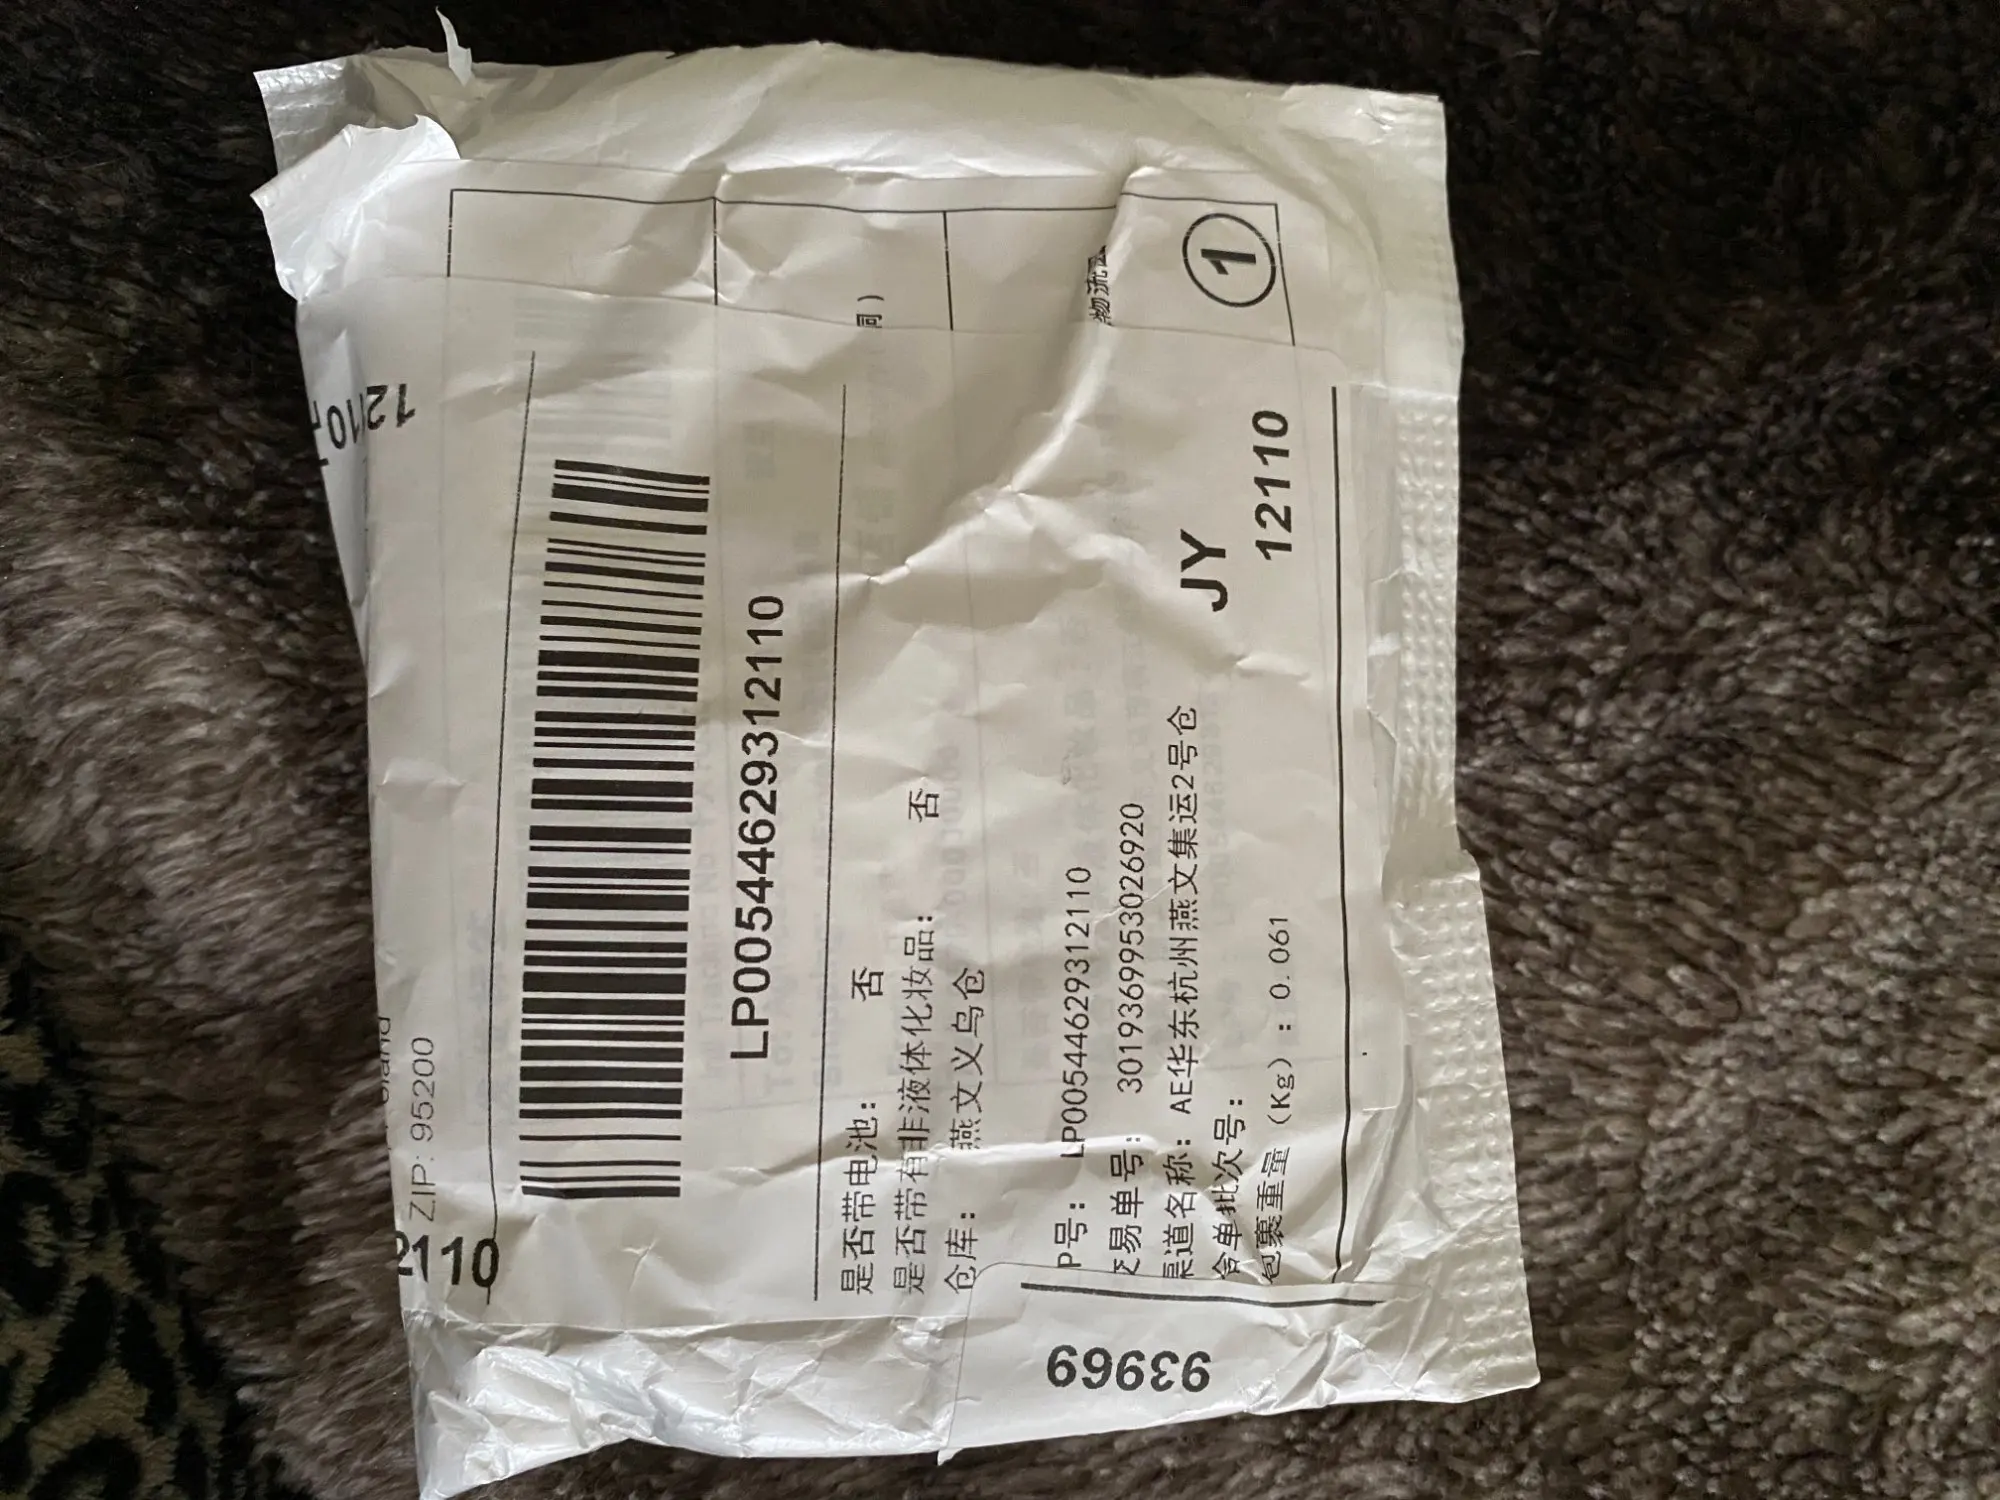 12110
ZIP: 95200
2110
LP00544629312110
是否带电池： 否
是否带有非液体化妆品： 否
仓库： 燕文义乌仓
P号： LP00544629312110
交易单号： 3019369953026920
渠道名称： AE华东杭州燕文集运2号仓
含单批次号：
包裹重量（Kg）: 0.061
JY
12110
同）
物流
1
93969